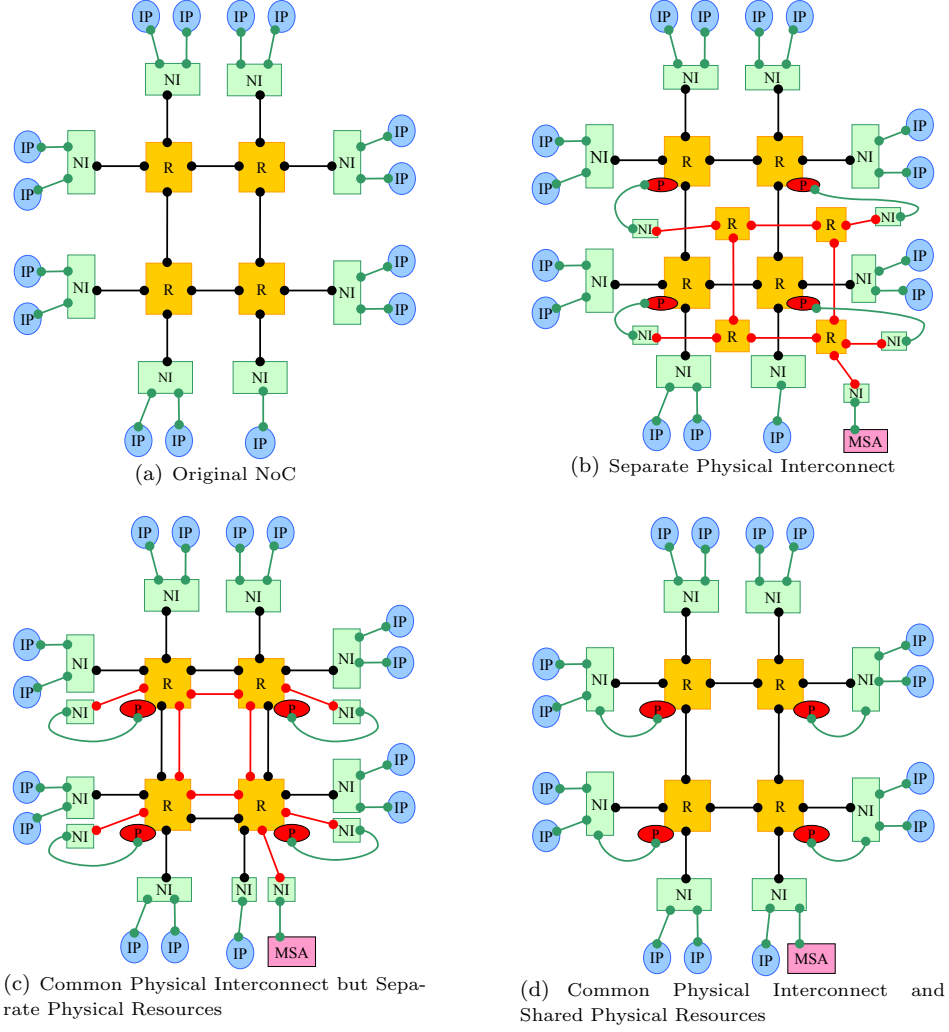 IP IP IP IP
NI NI
IP IP
NI R R NI
IP IP
IP IP
NI R R NI
IP IP
NI NI
IP IP IP
(a) Original NoC
IP IP IP IP
NI NI
IP IP
NI R R NI
IP IP
P P
NI R R NI
IP IP
NI R R NI
IP IP
P P
NI R R NI
NI NI NI
IP IP IP MSA
(b) Separate Physical Interconnect
IP IP IP IP
NI NI
IP IP
NI R R NI
IP IP
NI P P NI
IP IP
NI R R NI
IP IP
NI P P NI
NI NI NI
IP IP IP MSA
(c) Common Physical Interconnect but Sepa-
rate Physical Resources
IP IP IP IP
NI NI
IP IP
NI R R NI
IP IP
P P
IP IP
NI R R NI
IP IP
P P
NI NI
IP IP IP MSA
(d) Common Physical Interconnect and
Shared Physical Resources